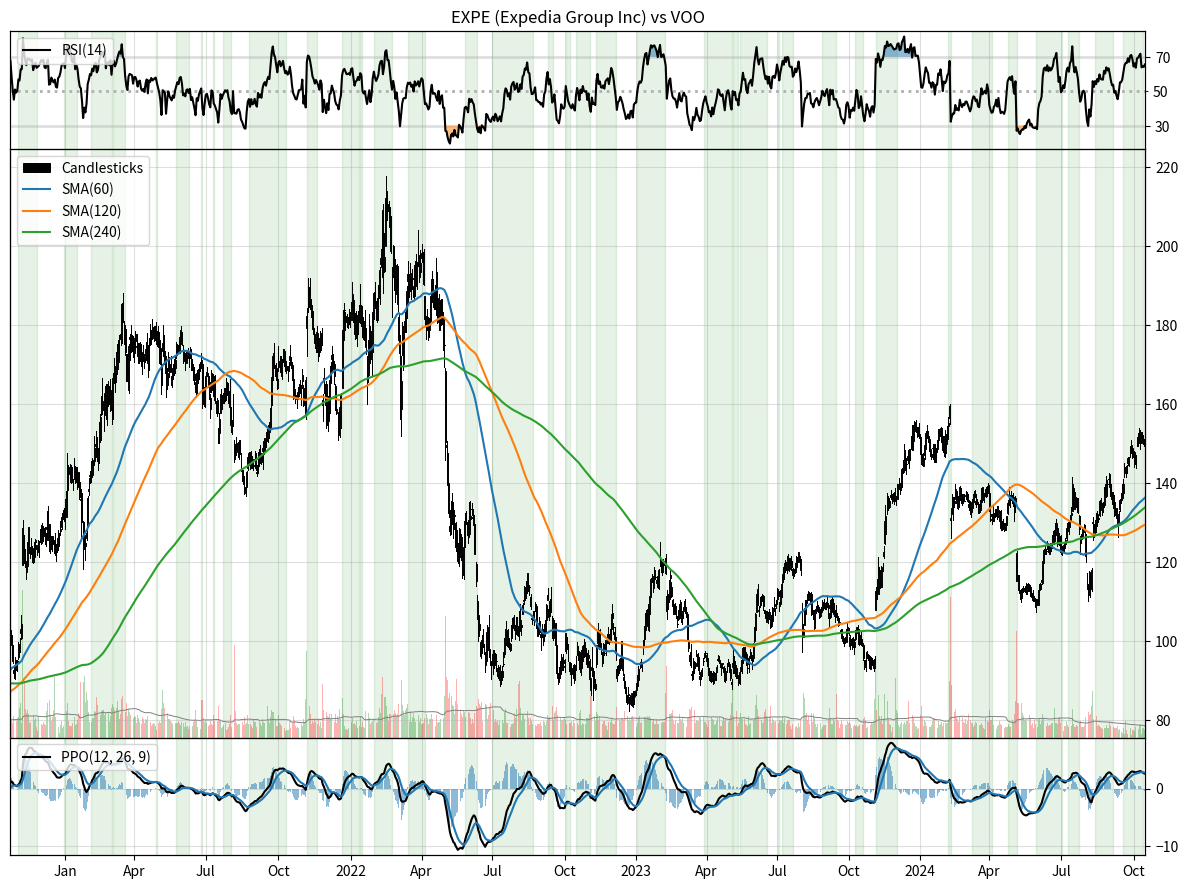 EXPE (Expedia Group Inc) vs VOO
RSI(14)
70
50
30
Candlesticks
SMA(60)
SMA(120)
SMA(240)
220
200
180
160
140
120
100
80
PPO(12, 26, 9)
0
−10
Jan Apr Jul Oct 2022 Apr Jul Oct 2023 Apr Jul Oct 2024 Apr Jul Oct